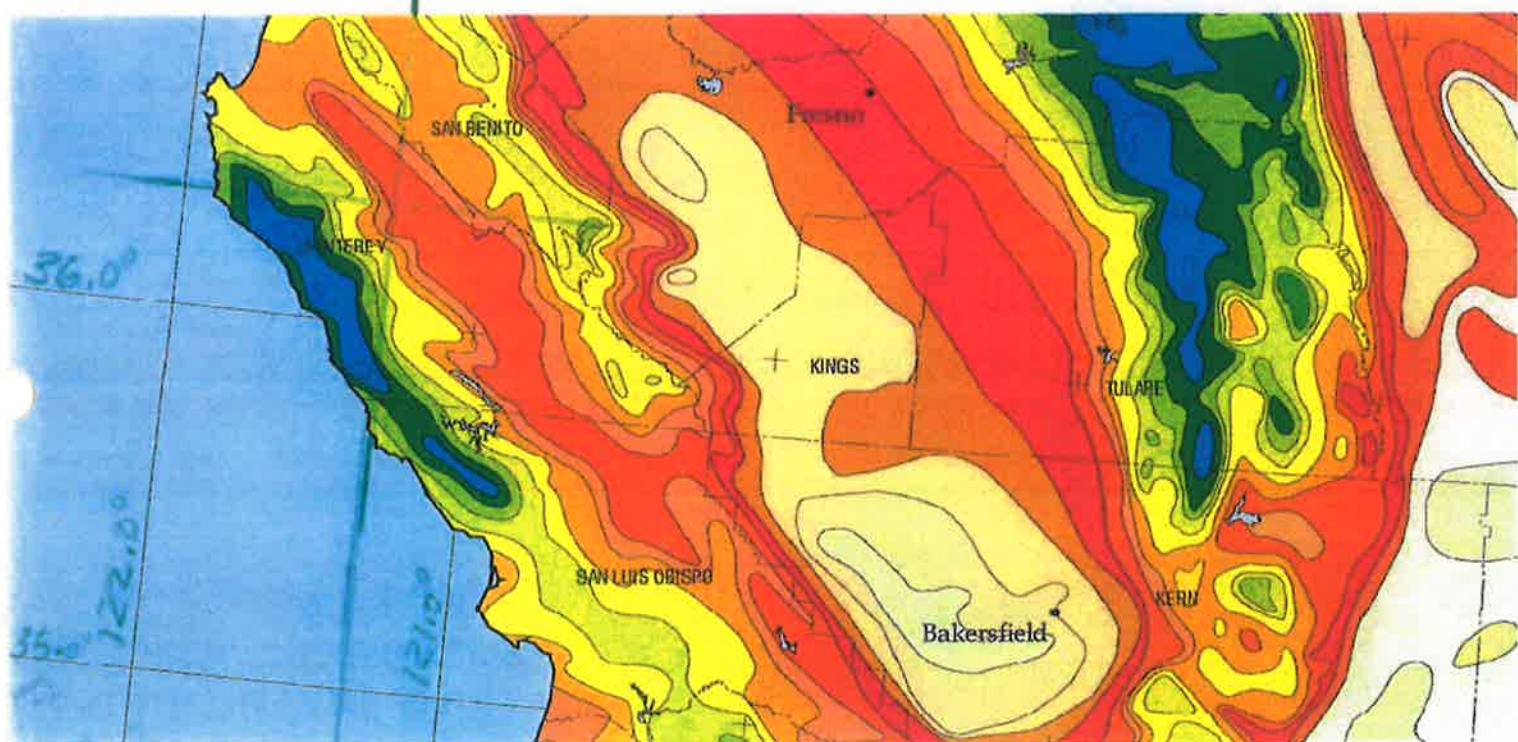 Fresno
SAN BENITO
MONTEREY
36.0°
KINGS
TULARE
SAN LUIS OBISPO
122.0°
121.0°
KERN
Bakersfield
35.0°